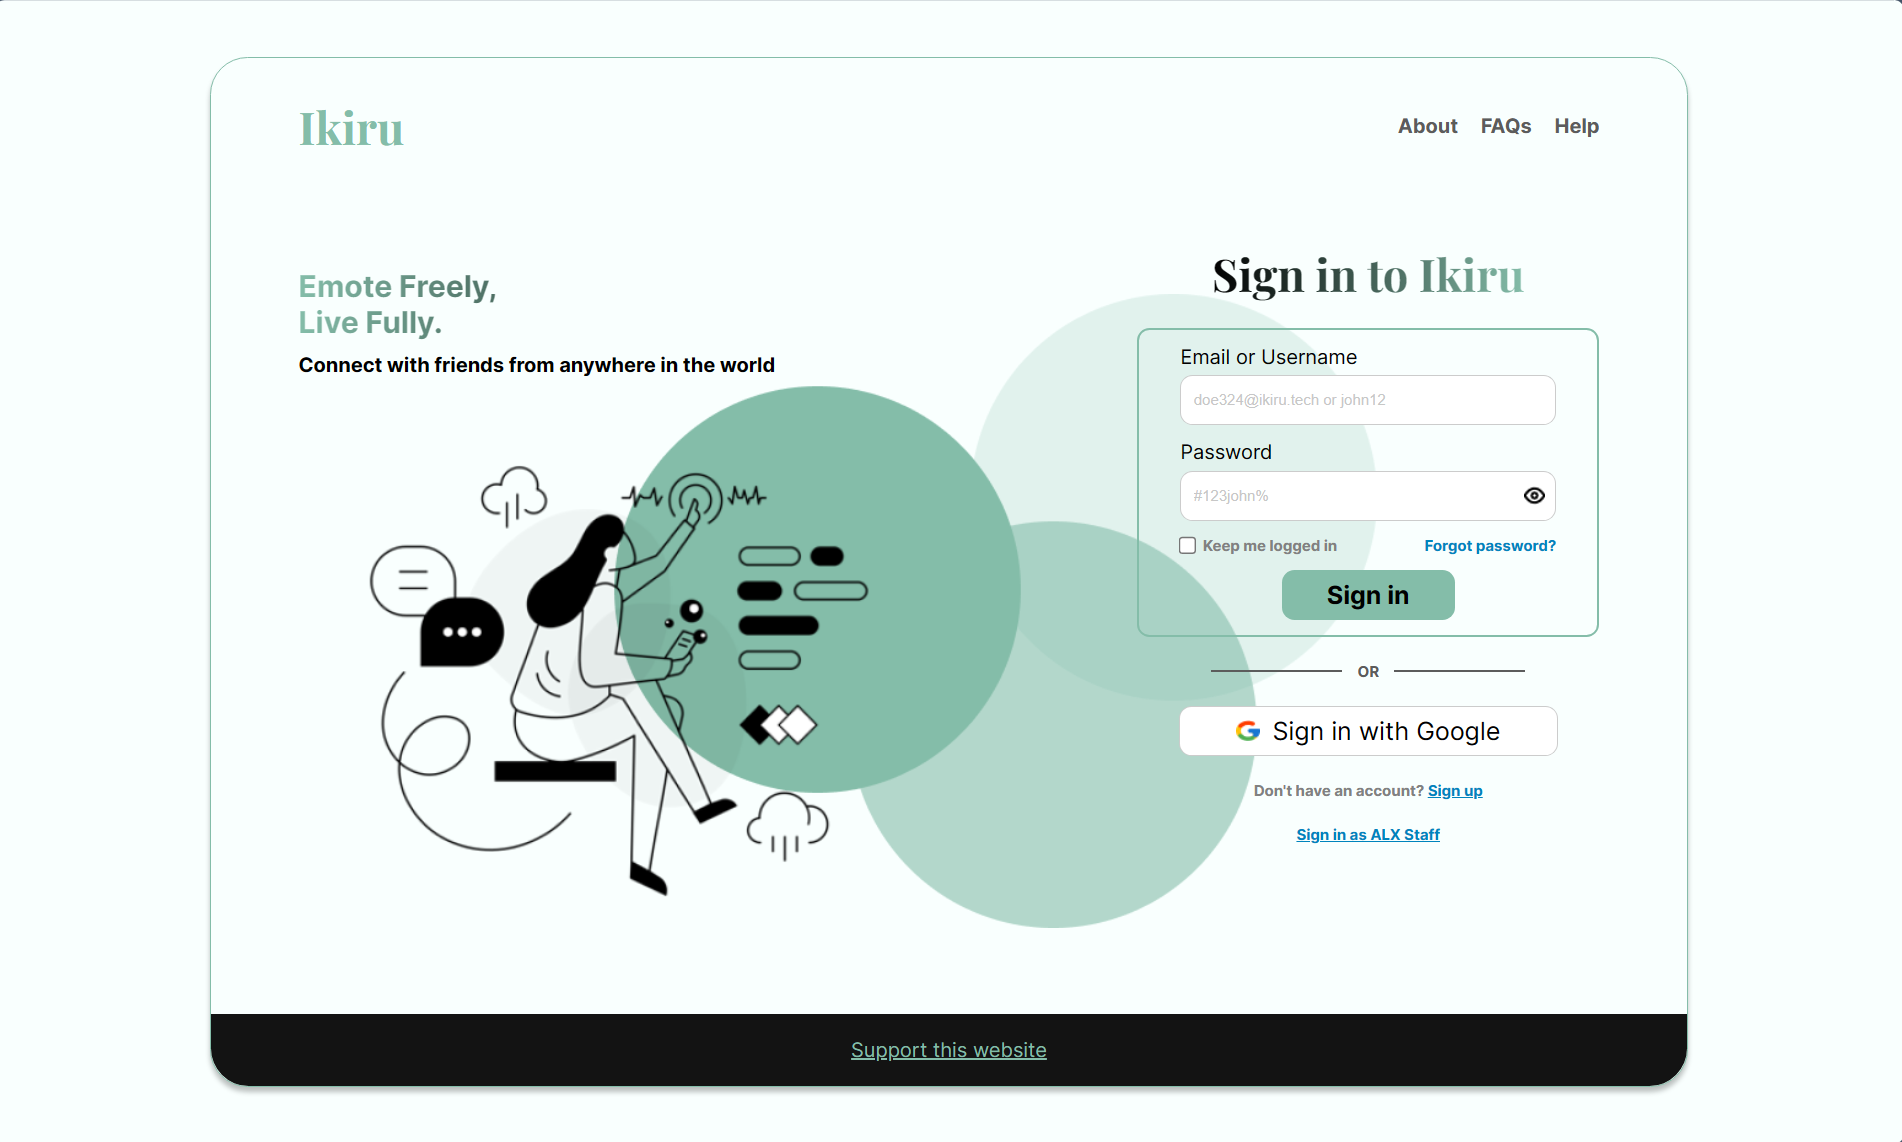 Ikiru
About FAQs Help
Emote Freely,
Live Fully.
Connect with friends from anywhere in the world
Sign in to Ikiru
Email or Username
doe324@ikiru.tech or john12
Password
#123john%
Keep me logged in
Forgot password?
Sign in
OR
Sign in with Google
Don't have an account? Sign up
Sign in as ALX Staff
Support this website